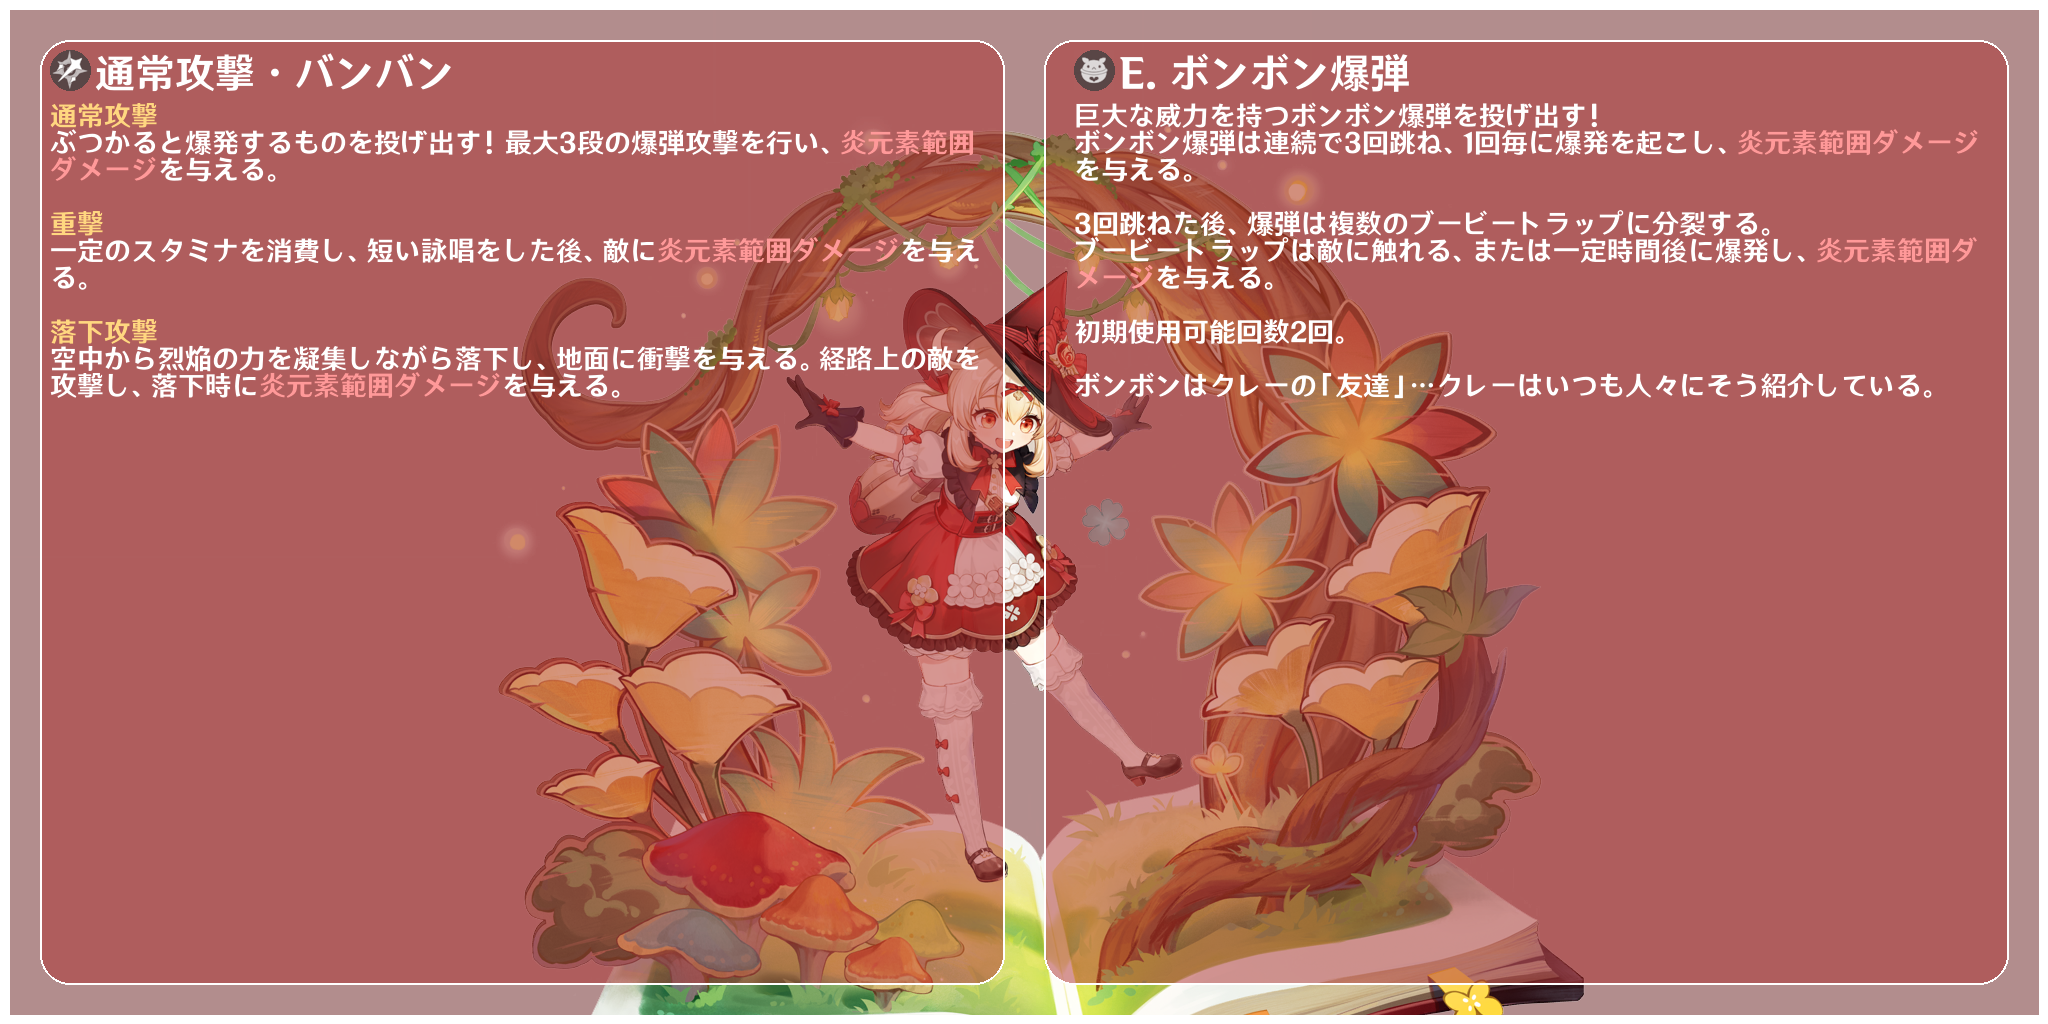 通常攻撃・バンバン
通常攻撃
ぶつかると爆発するものを投げ出す！最大3段の爆弾攻撃を行い、炎元素範囲
ダメージを与える。
重撃
一定のスタミナを消費し、短い詠唱をした後、敵に炎元素範囲ダメージを与え
る。
落下攻撃
空中から烈焔の力を凝集しながら落下し、地面に衝撃を与える。経路上の敵を
攻撃し、落下時に炎元素範囲ダメージを与える。
E. ボンボン爆弾
巨大な威力を持つボンボン爆弾を投げ出す！
ボンボン爆弾は連続で3回跳ね、1回毎に爆発を起こし、炎元素範囲ダメージ
を与える。
3回跳ねた後、爆弾は複数のブービートラップに分裂する。
ブービートラップは敵に触れる、または一定時間後に爆発し、炎元素範囲ダ
メージを与える。
初期使用可能回数2回。
ボンボンはクレーの「友達」…クレーはいつも人々にそう紹介している。